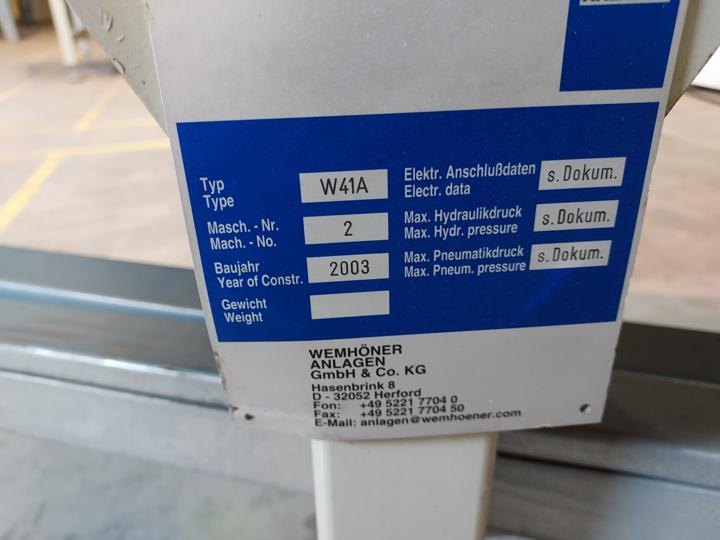 Typ
Type
W41A
Elektr. Anschlußdaten
Electr. data
s. Dokum.
Masch. - Nr.
Mach. - No.
2
Max. Hydraulikdruck
Max. Hydr. pressure
s. Dokum.
Baujahr
Year of Constr.
2003
Max. Pneumatikdruck
Max. Pneum. pressure
s. Dokum.
Gewicht
Weight
WEMHÖNER
ANLAGEN
GmbH & Co. KG
Hasenbrink 8
D - 32052 Herford
Fon: +49 5221 7704 0
Fax: +49 5221 7704 50
E-Mail: anlagen@wemhoener.com